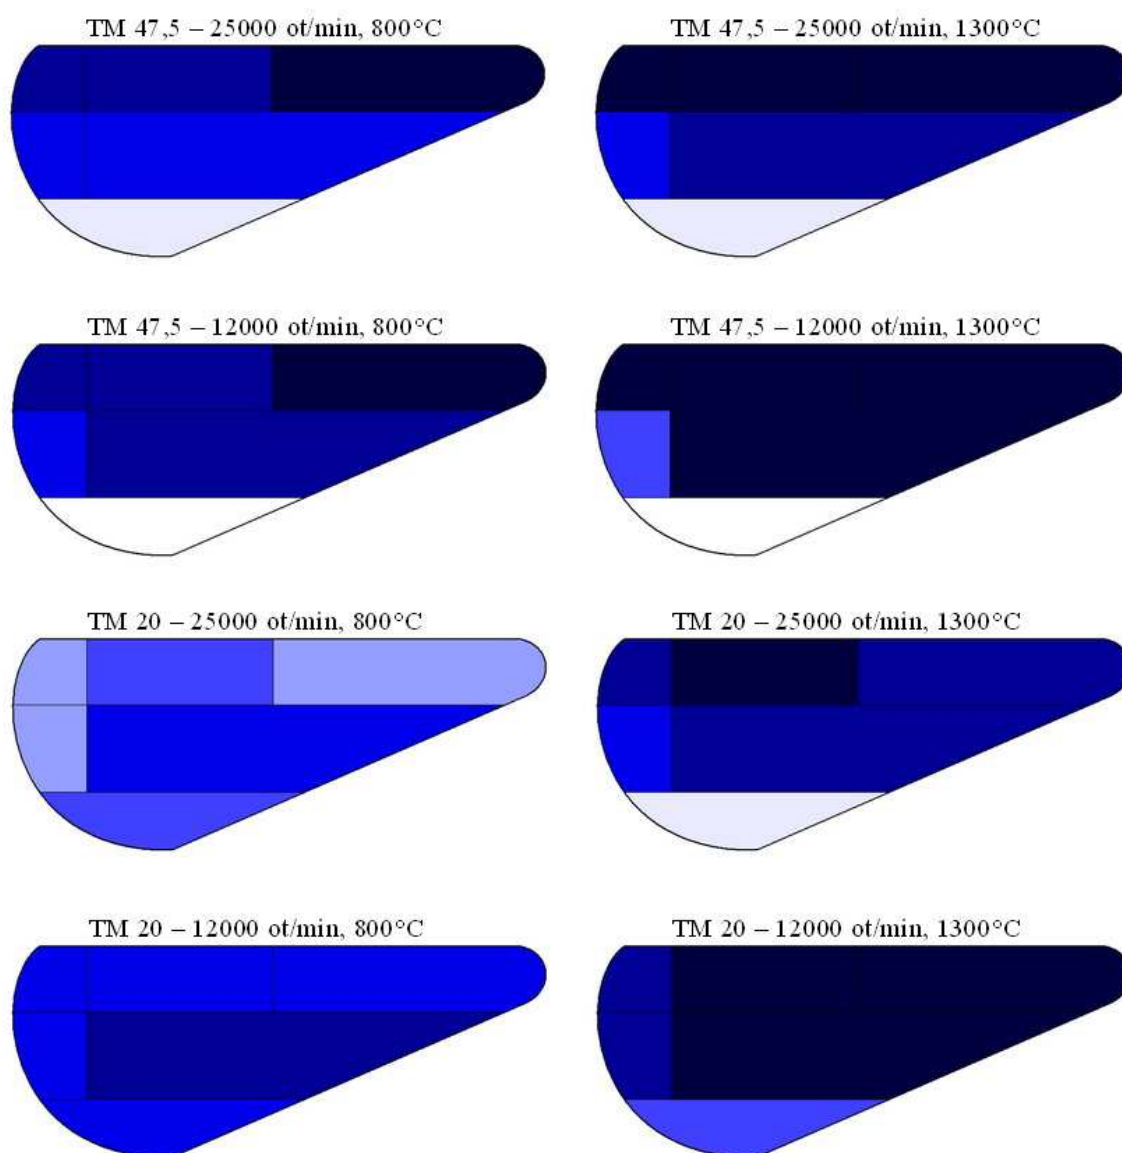 TM 47,5 – 25000 ot/min, 800°C
TM 47,5 – 25000 ot/min, 1300°C
TM 47,5 – 12000 ot/min, 800°C
TM 47,5 – 12000 ot/min, 1300°C
TM 20 – 25000 ot/min, 800°C
TM 20 – 25000 ot/min, 1300°C
TM 20 – 12000 ot/min, 800°C
TM 20 – 12000 ot/min, 1300°C